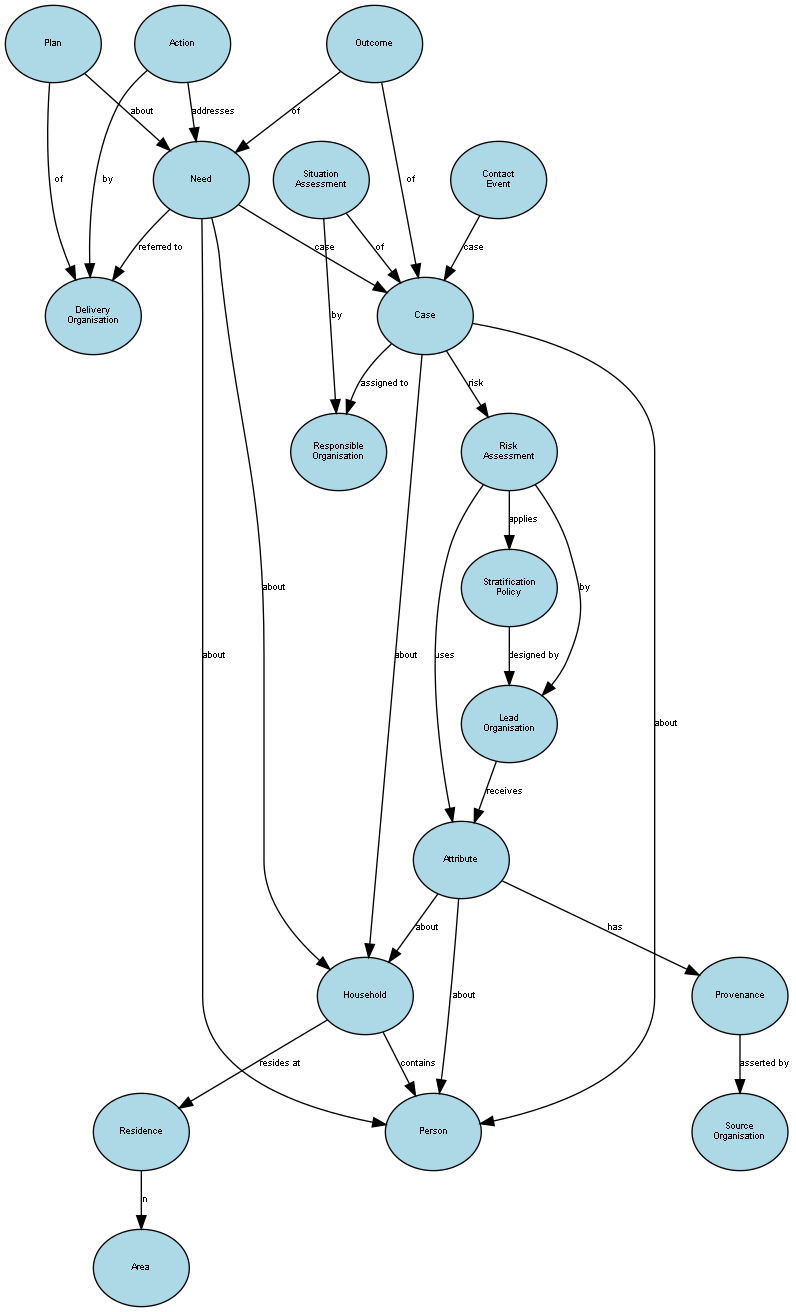 Plan
Action
Outcome
about
addresses
of
of
by
of
Need
Situation
Assessment
Contact
Event
referred to
case
of
case
by
Delivery
Organisation
Case
assigned to
risk
Responsible
Organisation
Risk
Assessment
applies
about
Stratification
Policy
by
about
about
uses
designed by
Lead
Organisation
about
receives
Attribute
about
has
about
Household
Provenance
resides at
contains
asserted by
Residence
Person
Source
Organisation
in
Area